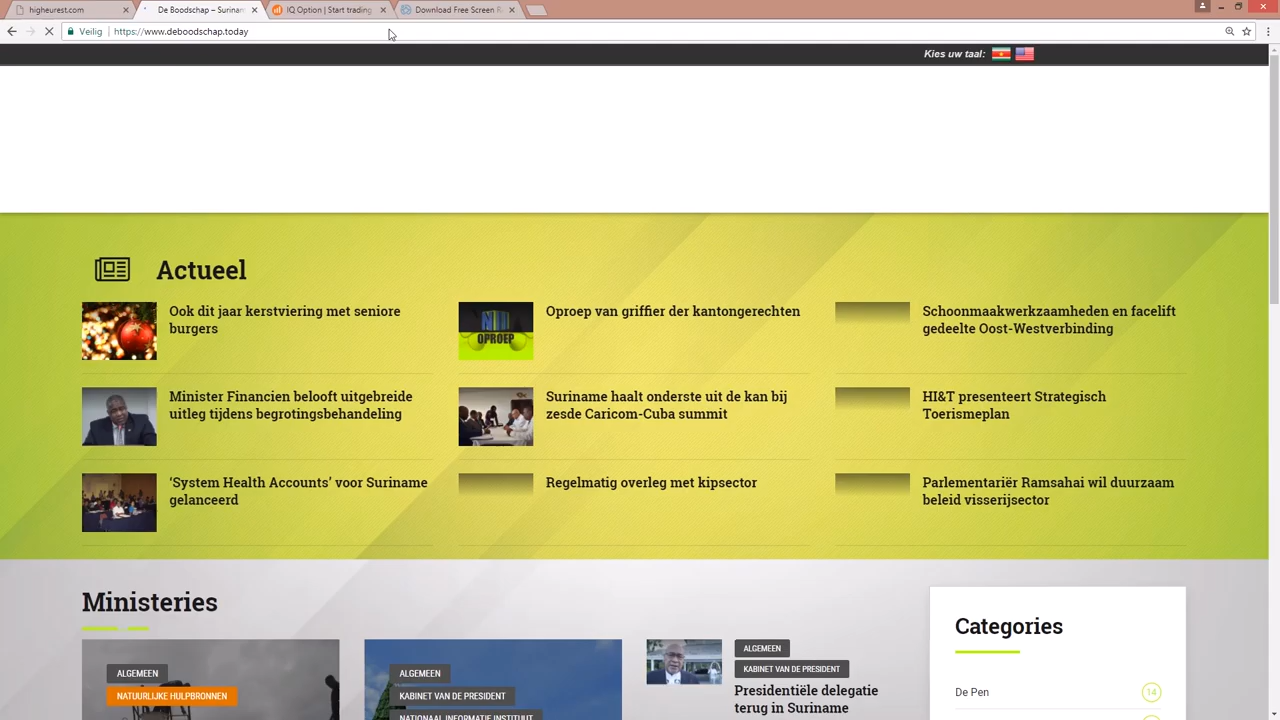 higheurest.com
De Boodschap – Surinam
IQ Option | Start trading
Download Free Screen R
Veilig
https://www.deboodschap.today
Kies uw taal:
Actueel
Ook dit jaar kerstviering met seniore
burgers
Oproep van griffier der kantongerechten
Schoonmaakwerkzaamheden en facelift
gedeelte Oost-Westverbinding
NII
OPROEP
Minister Financien belooft uitgebreide
uitleg tijdens begrotingsbehandeling
Suriname haalt onderste uit de kan bij
zesde Caricom-Cuba summit
HI&T presenteert Strategisch
Toerismeplan
‘System Health Accounts’ voor Suriname
gelanceerd
Regelmatig overleg met kipsector
Parlementariër Ramsahai wil duurzaam
beleid visserijsector
Ministeries
ALGEMEEN
NATUURLIJKE HULPBRONNEN
ALGEMEEN
KABINET VAN DE PRESIDENT
NATIONAAL INFORMATIE INSTITUUT
ALGEMEEN
KABINET VAN DE PRESIDENT
Presidentiële delegatie
terug in Suriname
Categories
De Pen
14